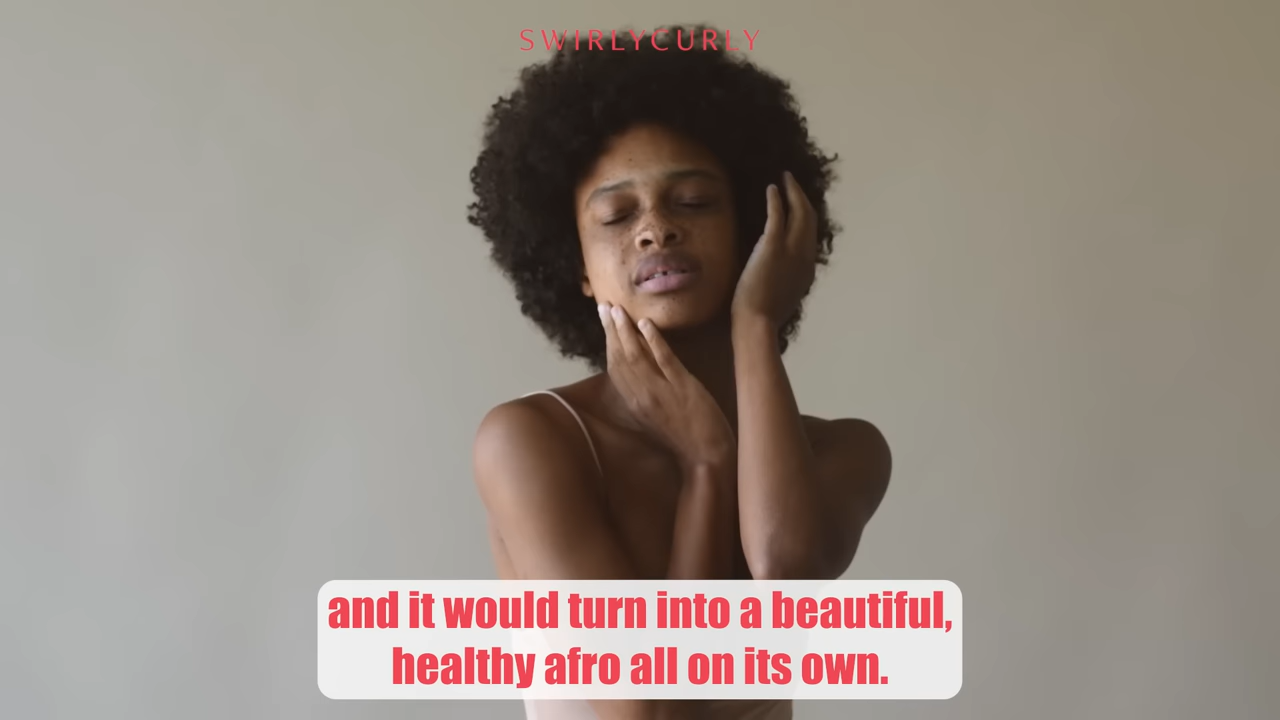 SWIRLYCURLY
and it would turn into a beautiful,
healthy afro all on its own.